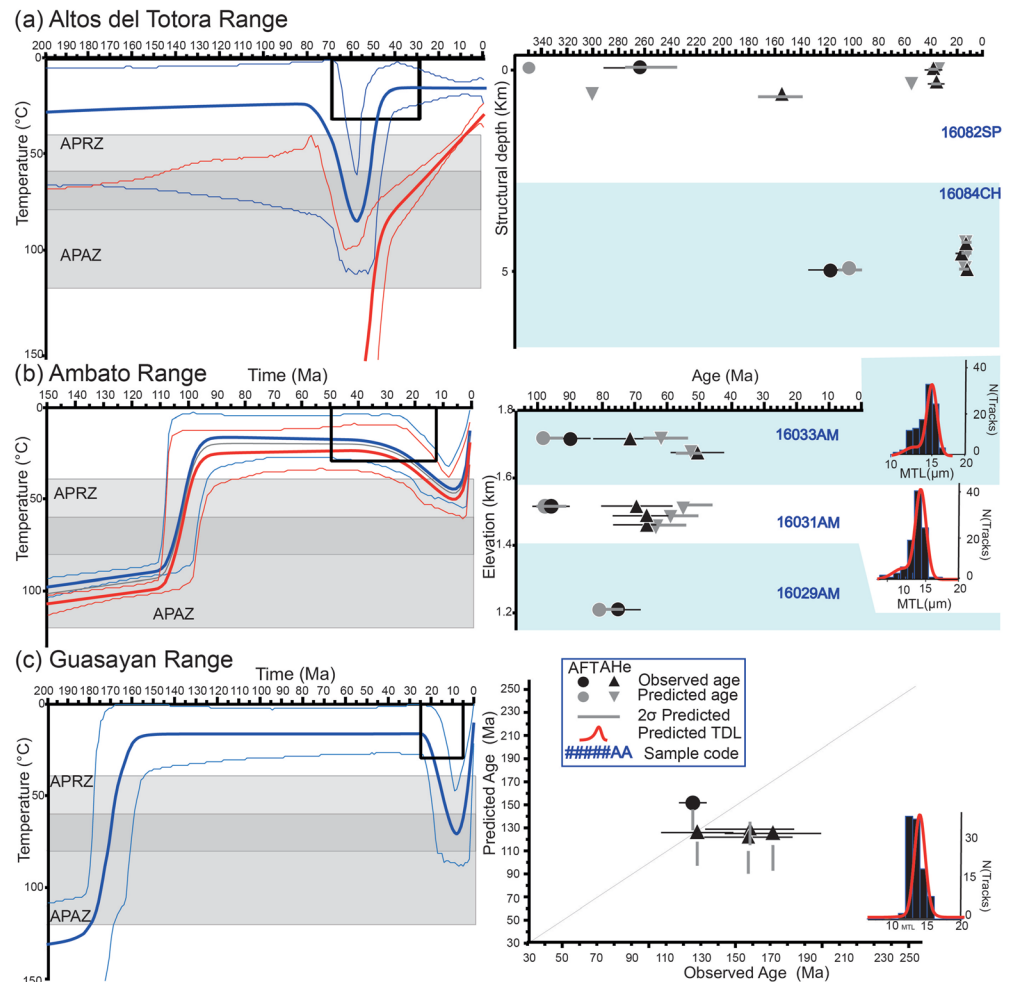 (a) Altos del Totora Range
200 190 180 170 160 150 140 130 120 110 100 90 80 70 60 50 40 30 20 10 0
0
50
100
150
Temperature (°C)
APRZ
APAZ
340 300 260 220 180 140 100 60 40 20 0
0
5
Structural depth (Km)
16082SP
16084CH
(b) Ambato Range
Time (Ma)
150 140 130 120 110 100 90 80 70 60 50 40 30 20 10 0
0
50
100
Temperature (°C)
APRZ
APAZ
Age (Ma)
100 90 80 70 60 50 40 30 20 10 0
1.8
1.6
1.4
1.2
Elevation (km)
16033AM
16031AM
16029AM
40
20
0
N(Tracks)
10 15 20
MTL(µm)
40
20
0
N(Tracks)
10 15 20
MTL(µm)
(c) Guasayan Range
Time (Ma)
200 190 180 170 160 150 140 130 120 110 100 90 80 70 60 50 40 30 20 10 0
0
50
100
150
Temperature (°C)
APRZ
APAZ
AFT AHe
Observed age
Predicted age
2σ Predicted
Predicted TDL
#####AA Sample code
250
230
210
190
170
150
130
110
90
70
50
30
Predicted Age (Ma)
30 50 70 90 110 130 150 170 190 210 230 250
Observed Age (Ma)
30
15
0
N(Tracks)
10 MTL 15 20